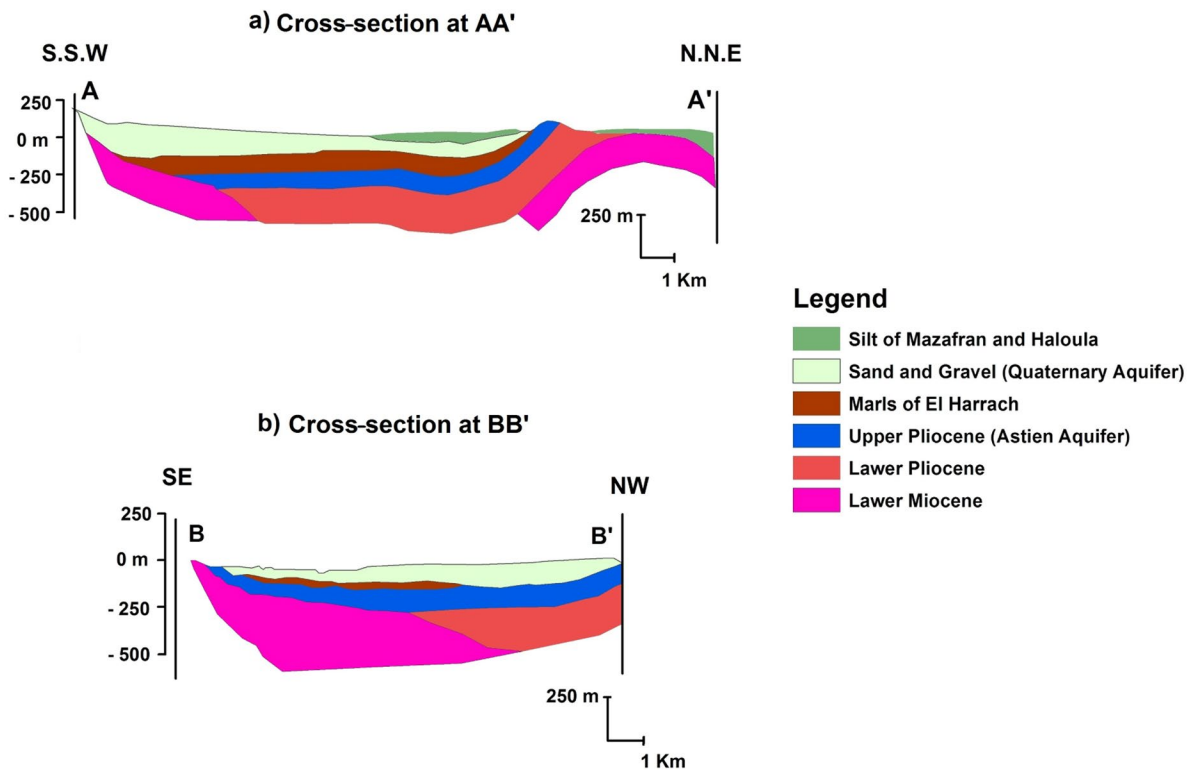 a) Cross-section at AA'
S.S.W
N.N.E
A
A'
250
0 m
- 250
- 500
250 m
1 Km
Legend
Silt of Mazafran and Haloula
Sand and Gravel (Quaternary Aquifer)
Marls of El Harrach
Upper Pliocene (Astien Aquifer)
Lawer Pliocene
Lawer Miocene
b) Cross-section at BB'
SE
NW
B
B'
250
0 m
- 250
- 500
250 m
1 Km